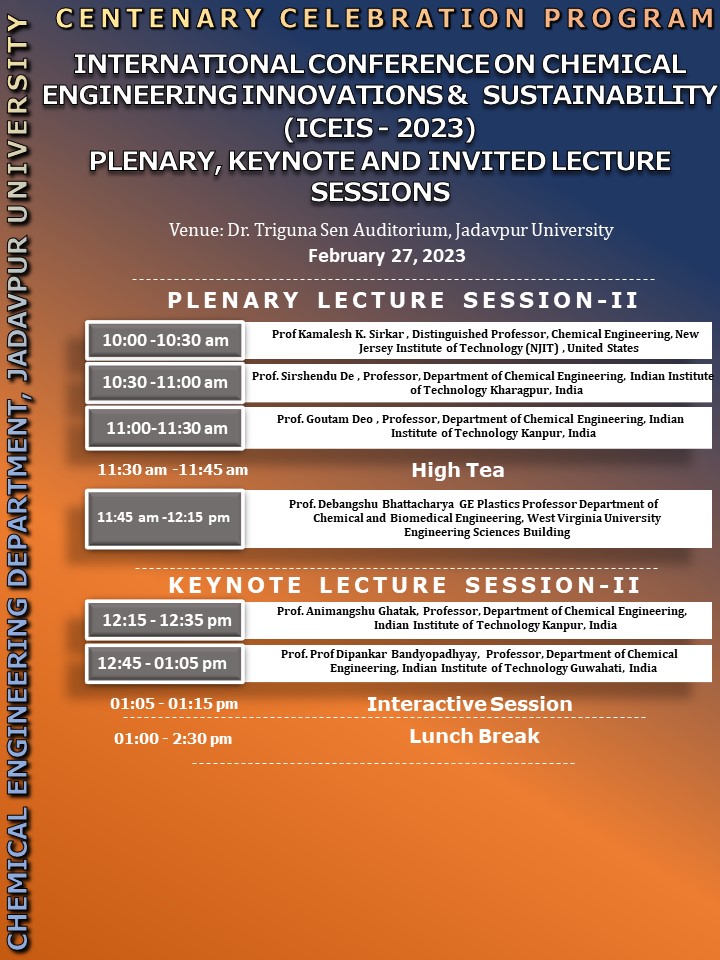 CENTENARY CELEBRATION PROGRAM
CHEMICAL ENGINEERING DEPARTMENT, JADAVPUR UNIVERSITY
INTERNATIONAL CONFERENCE ON CHEMICAL
ENGINEERING INNOVATIONS & SUSTAINABILITY
(ICEIS - 2023)
PLENARY, KEYNOTE AND INVITED LECTURE
SESSIONS
Venue: Dr. Triguna Sen Auditorium, Jadavpur University
February 27, 2023
PLENARY LECTURE SESSION-II
10:00 -10:30 am
Prof Kamalesh K. Sirkar , Distinguished Professor, Chemical Engineering, New
Jersey Institute of Technology (NJIT) , United States
10:30 -11:00 am
Prof. Sirshendu De , Professor, Department of Chemical Engineering, Indian Institute
of Technology Kharagpur, India
11:00-11:30 am
Prof. Goutam Deo , Professor, Department of Chemical Engineering, Indian
Institute of Technology Kanpur, India
11:30 am -11:45 am High Tea
11:45 am -12:15 pm
Prof. Debangshu Bhattacharya GE Plastics Professor Department of
Chemical and Biomedical Engineering, West Virginia University
Engineering Sciences Building
KEYNOTE LECTURE SESSION-II
12:15 - 12:35 pm
Prof. Animangshu Ghatak, Professor, Department of Chemical Engineering,
Indian Institute of Technology Kanpur, India
12:45 - 01:05 pm
Prof. Prof Dipankar Bandyopadhyay, Professor, Department of Chemical
Engineering, Indian Institute of Technology Guwahati, India
01:05 - 01:15 pm Interactive Session
01:00 - 2:30 pm Lunch Break